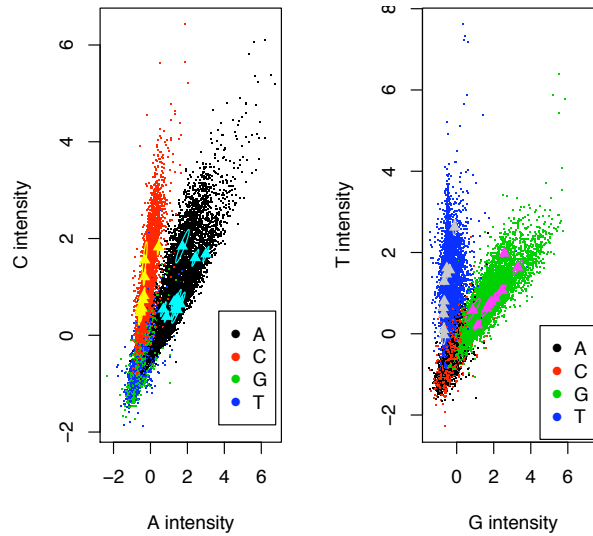 C intensity
6
4
2
0
−2
−2 0 2 4 6
A intensity
A
C
G
T
T intensity
8
6
4
2
0
−2
0 2 4 6 8
G intensity
A
C
G
T